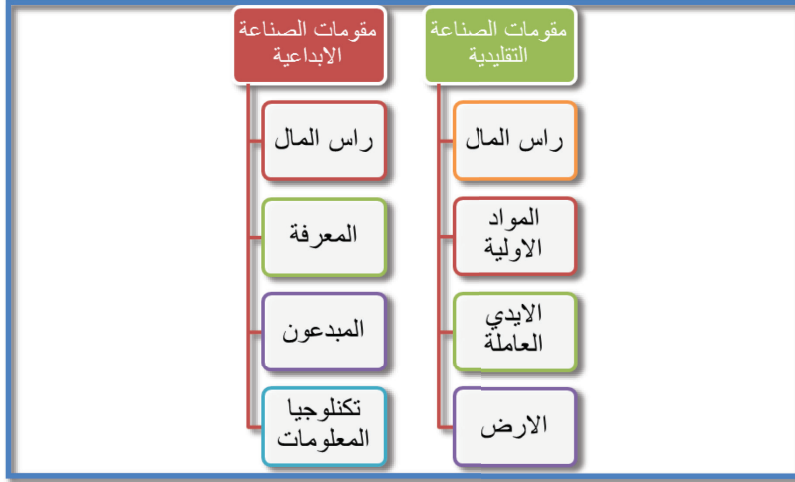 مقومات الصناعة
التقليدية
راس المال
المواد
الاولية
الايدي
العاملة
الارض
مقومات الصناعة
الابداعية
راس المال
المعرفة
المبدعون
تكنلوجيا
المعلومات